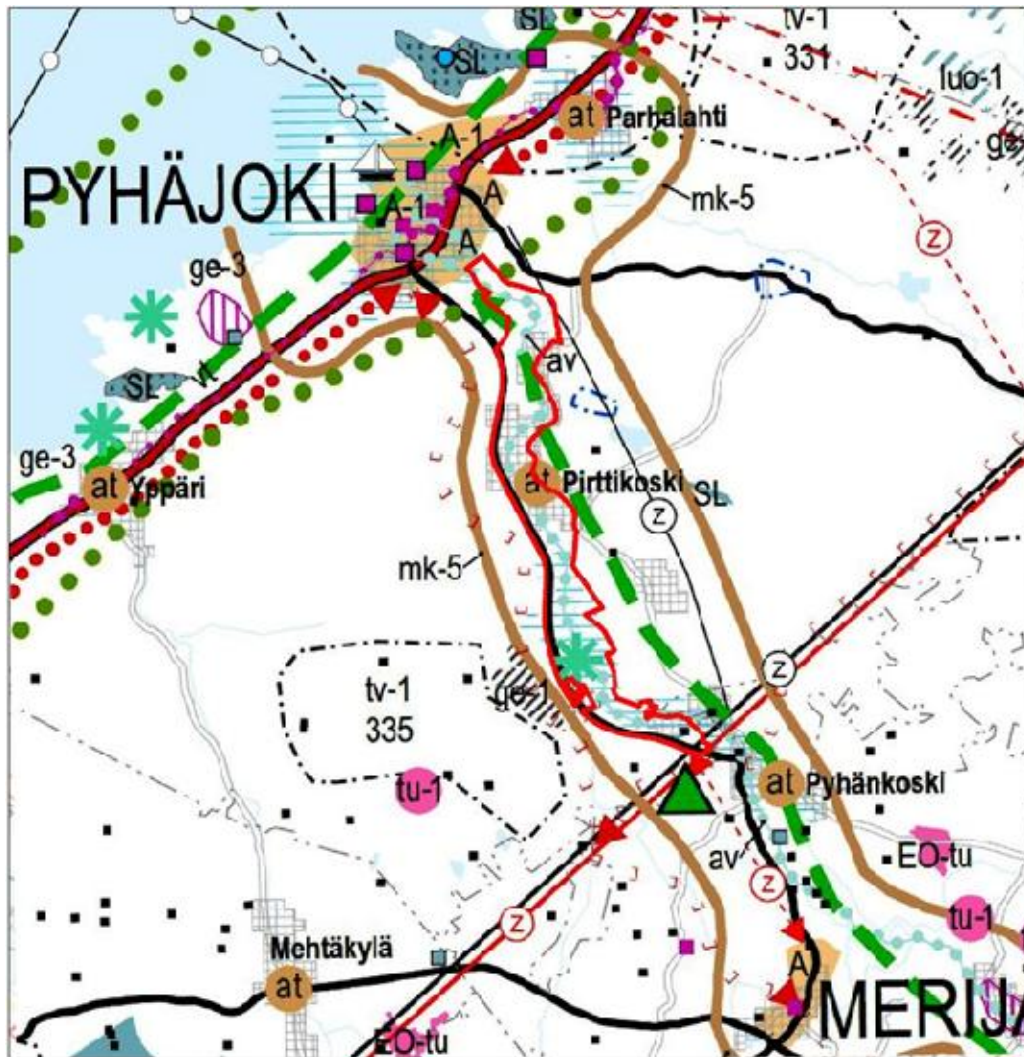 SL
tv-1
331
SL
luo-1
at Parhalahti
ge-
A-1
PYHÄJOKI
A
mk-5
A-1
A
z
ge-3
av
SL
vt
ge-3
at Yppäri
at Pirttikoski
SL
z
mk-5
z
ge-1
tv-1
335
tu-1
at Pyhänkoski
av
EO-tu
z
z
tu-1
Mehtäkylä
at
A
MERIJA
EO-tu